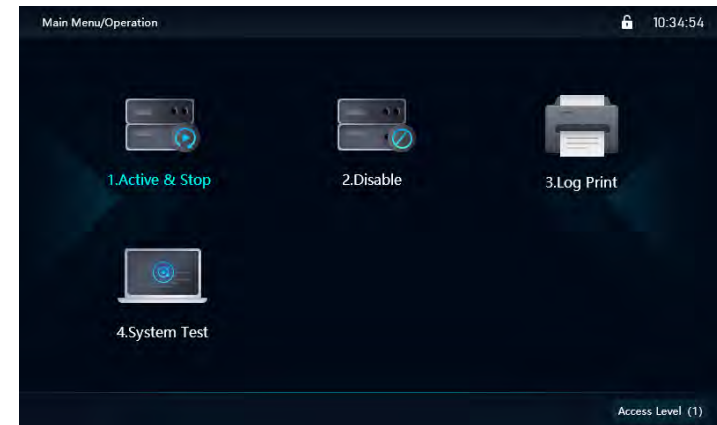 Main Menu/Operation
10:34:54
1.Active & Stop
2.Disable
3.Log Print
4.System Test
Access Level (1)